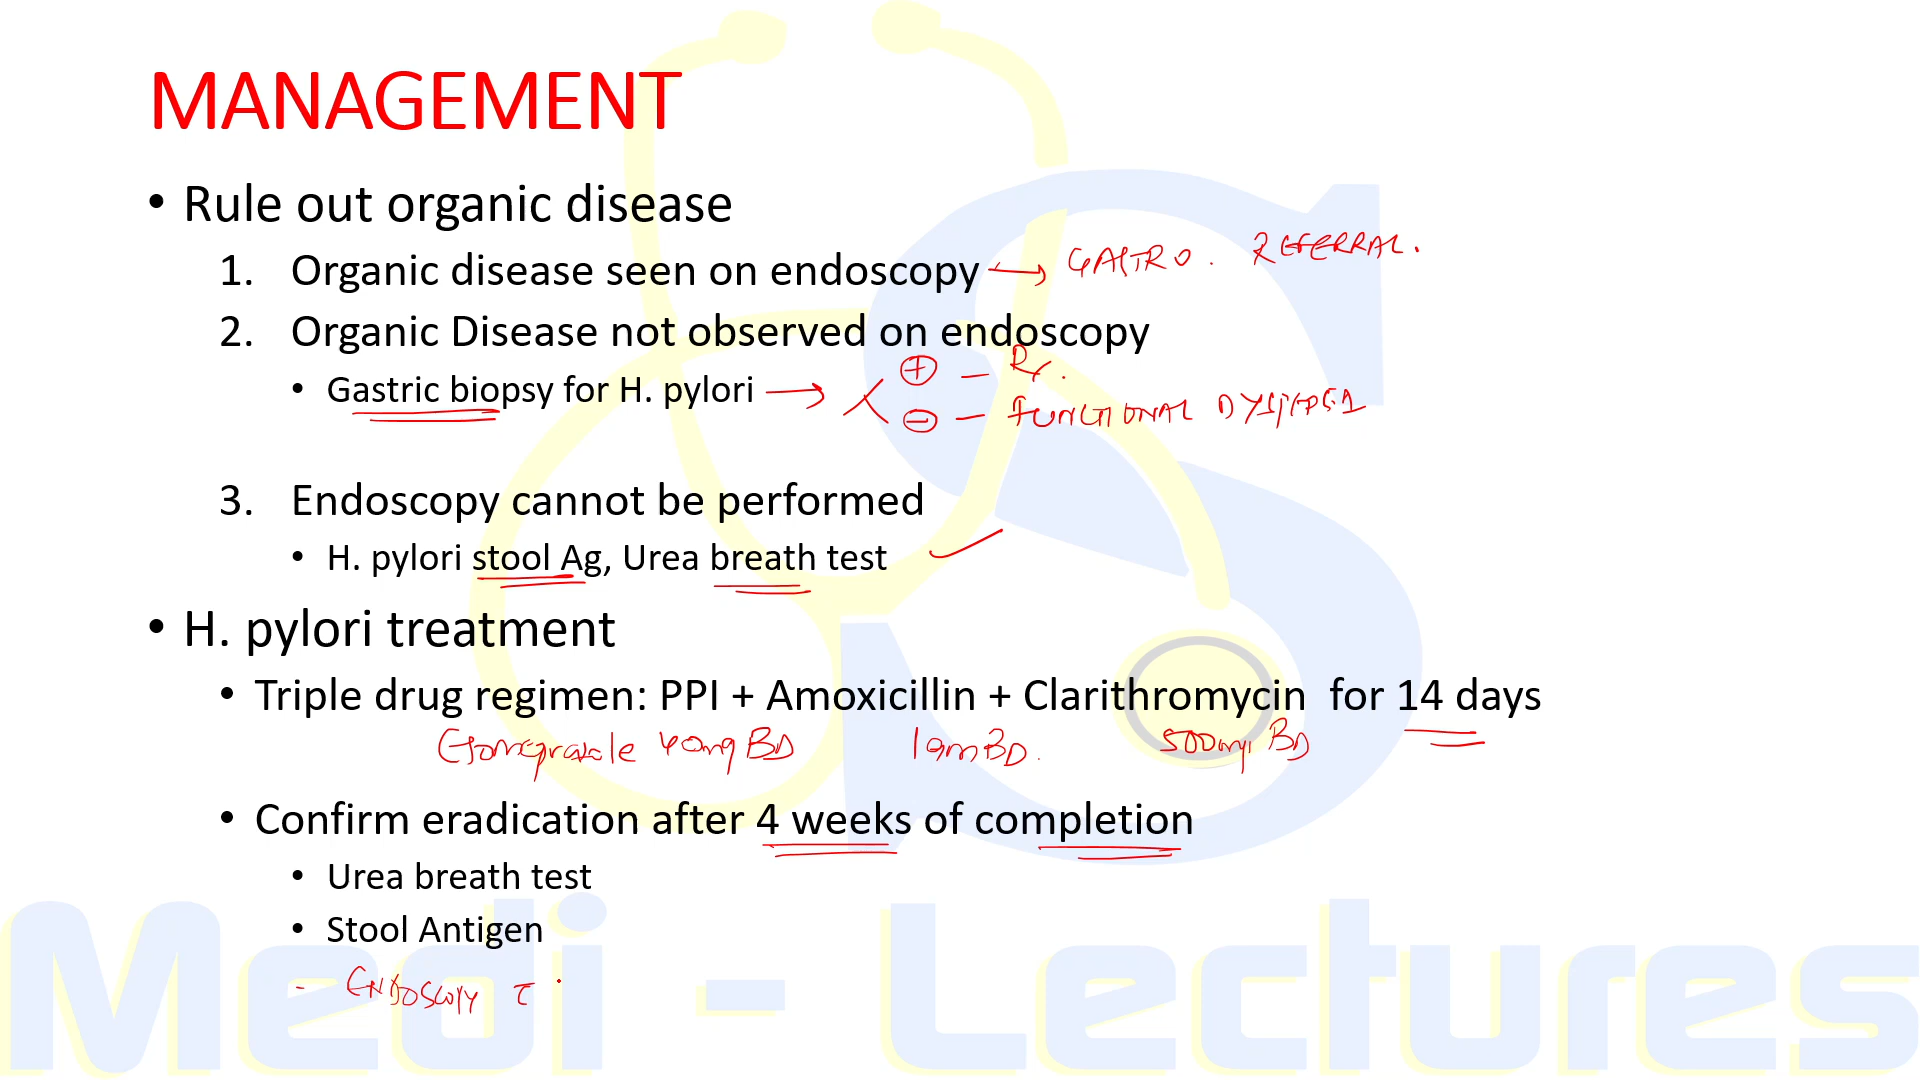 MANAGEMENT
• Rule out organic disease
1. Organic disease seen on endoscopy → GASTRO. REFERRAL.
2. Organic Disease not observed on endoscopy
• Gastric biopsy for H. pylori → ⊕ – Rx.
⊖ – FUNCTIONAL
3. Endoscopy cannot be performed
• H. pylori stool Ag, Urea breath test ✓
• H. pylori treatment
• Triple drug regimen: PPI + Amoxicillin + Clarithromycin for 14 days
40mg BD 1gm BD. 500mg BD
• Confirm eradication after 4 weeks of completion
• Urea breath test
• Stool Antigen
- ENDOSCOPY
Medi - Lectures